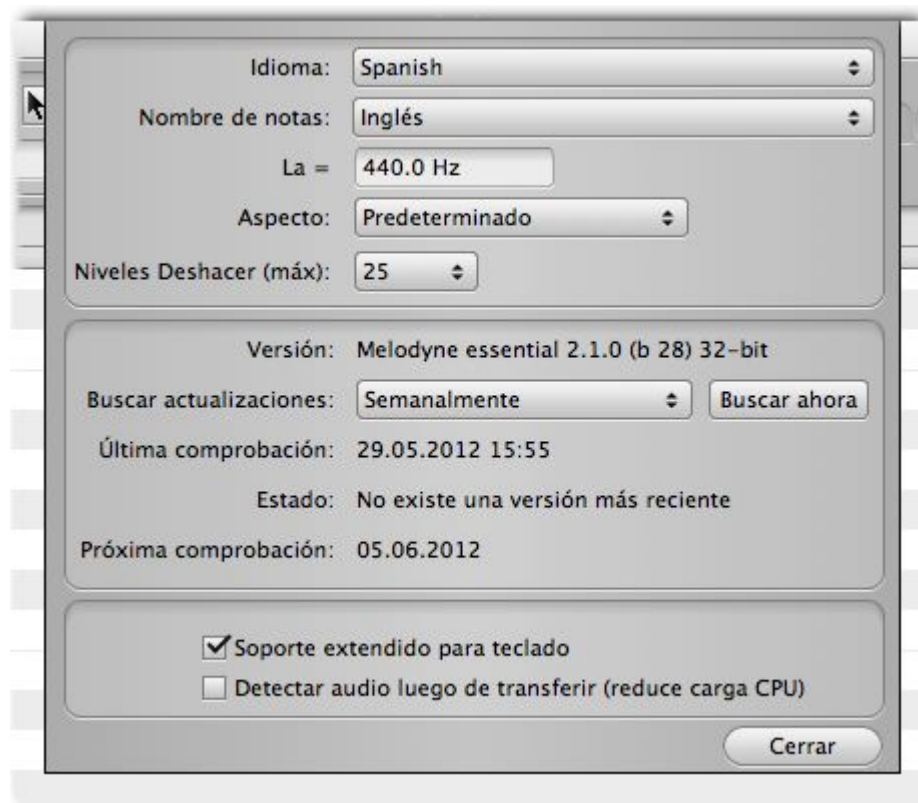 Idioma: Spanish
Nombre de notas: Inglés
La = 440.0 Hz
Aspecto: Predeterminado
Niveles Deshacer (máx): 25
Versión: Melodyne essential 2.1.0 (b 28) 32-bit
Buscar actualizaciones: Semanalmente Buscar ahora
Última comprobación: 29.05.2012 15:55
Estado: No existe una versión más reciente
Próxima comprobación: 05.06.2012
Soporte extendido para teclado
Detectar audio luego de transferir (reduce carga CPU)
Cerrar